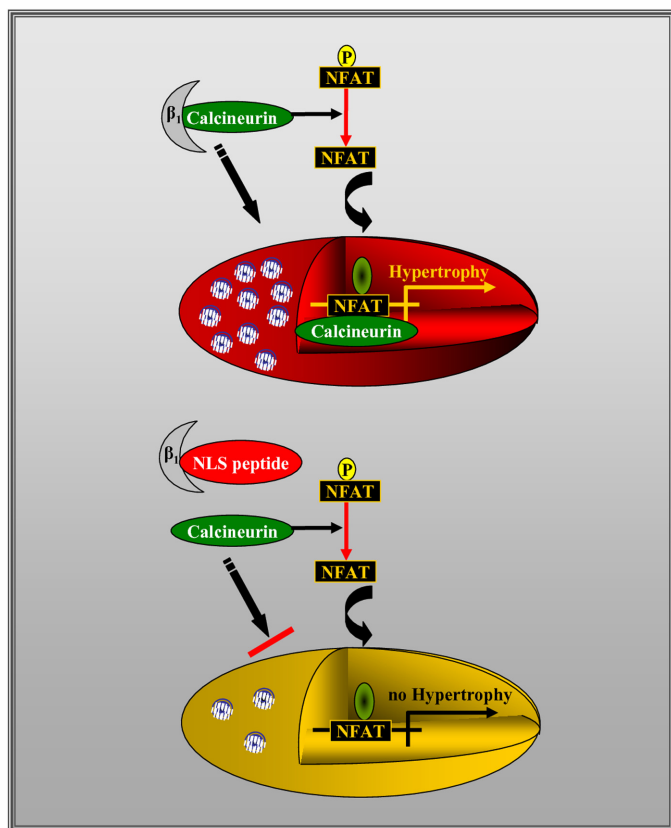 P
NFAT
β1 Calcineurin
NFAT
Hypertrophy
NFAT
Calcineurin
β1 NLS peptide
P
NFAT
Calcineurin
NFAT
no Hypertrophy
NFAT